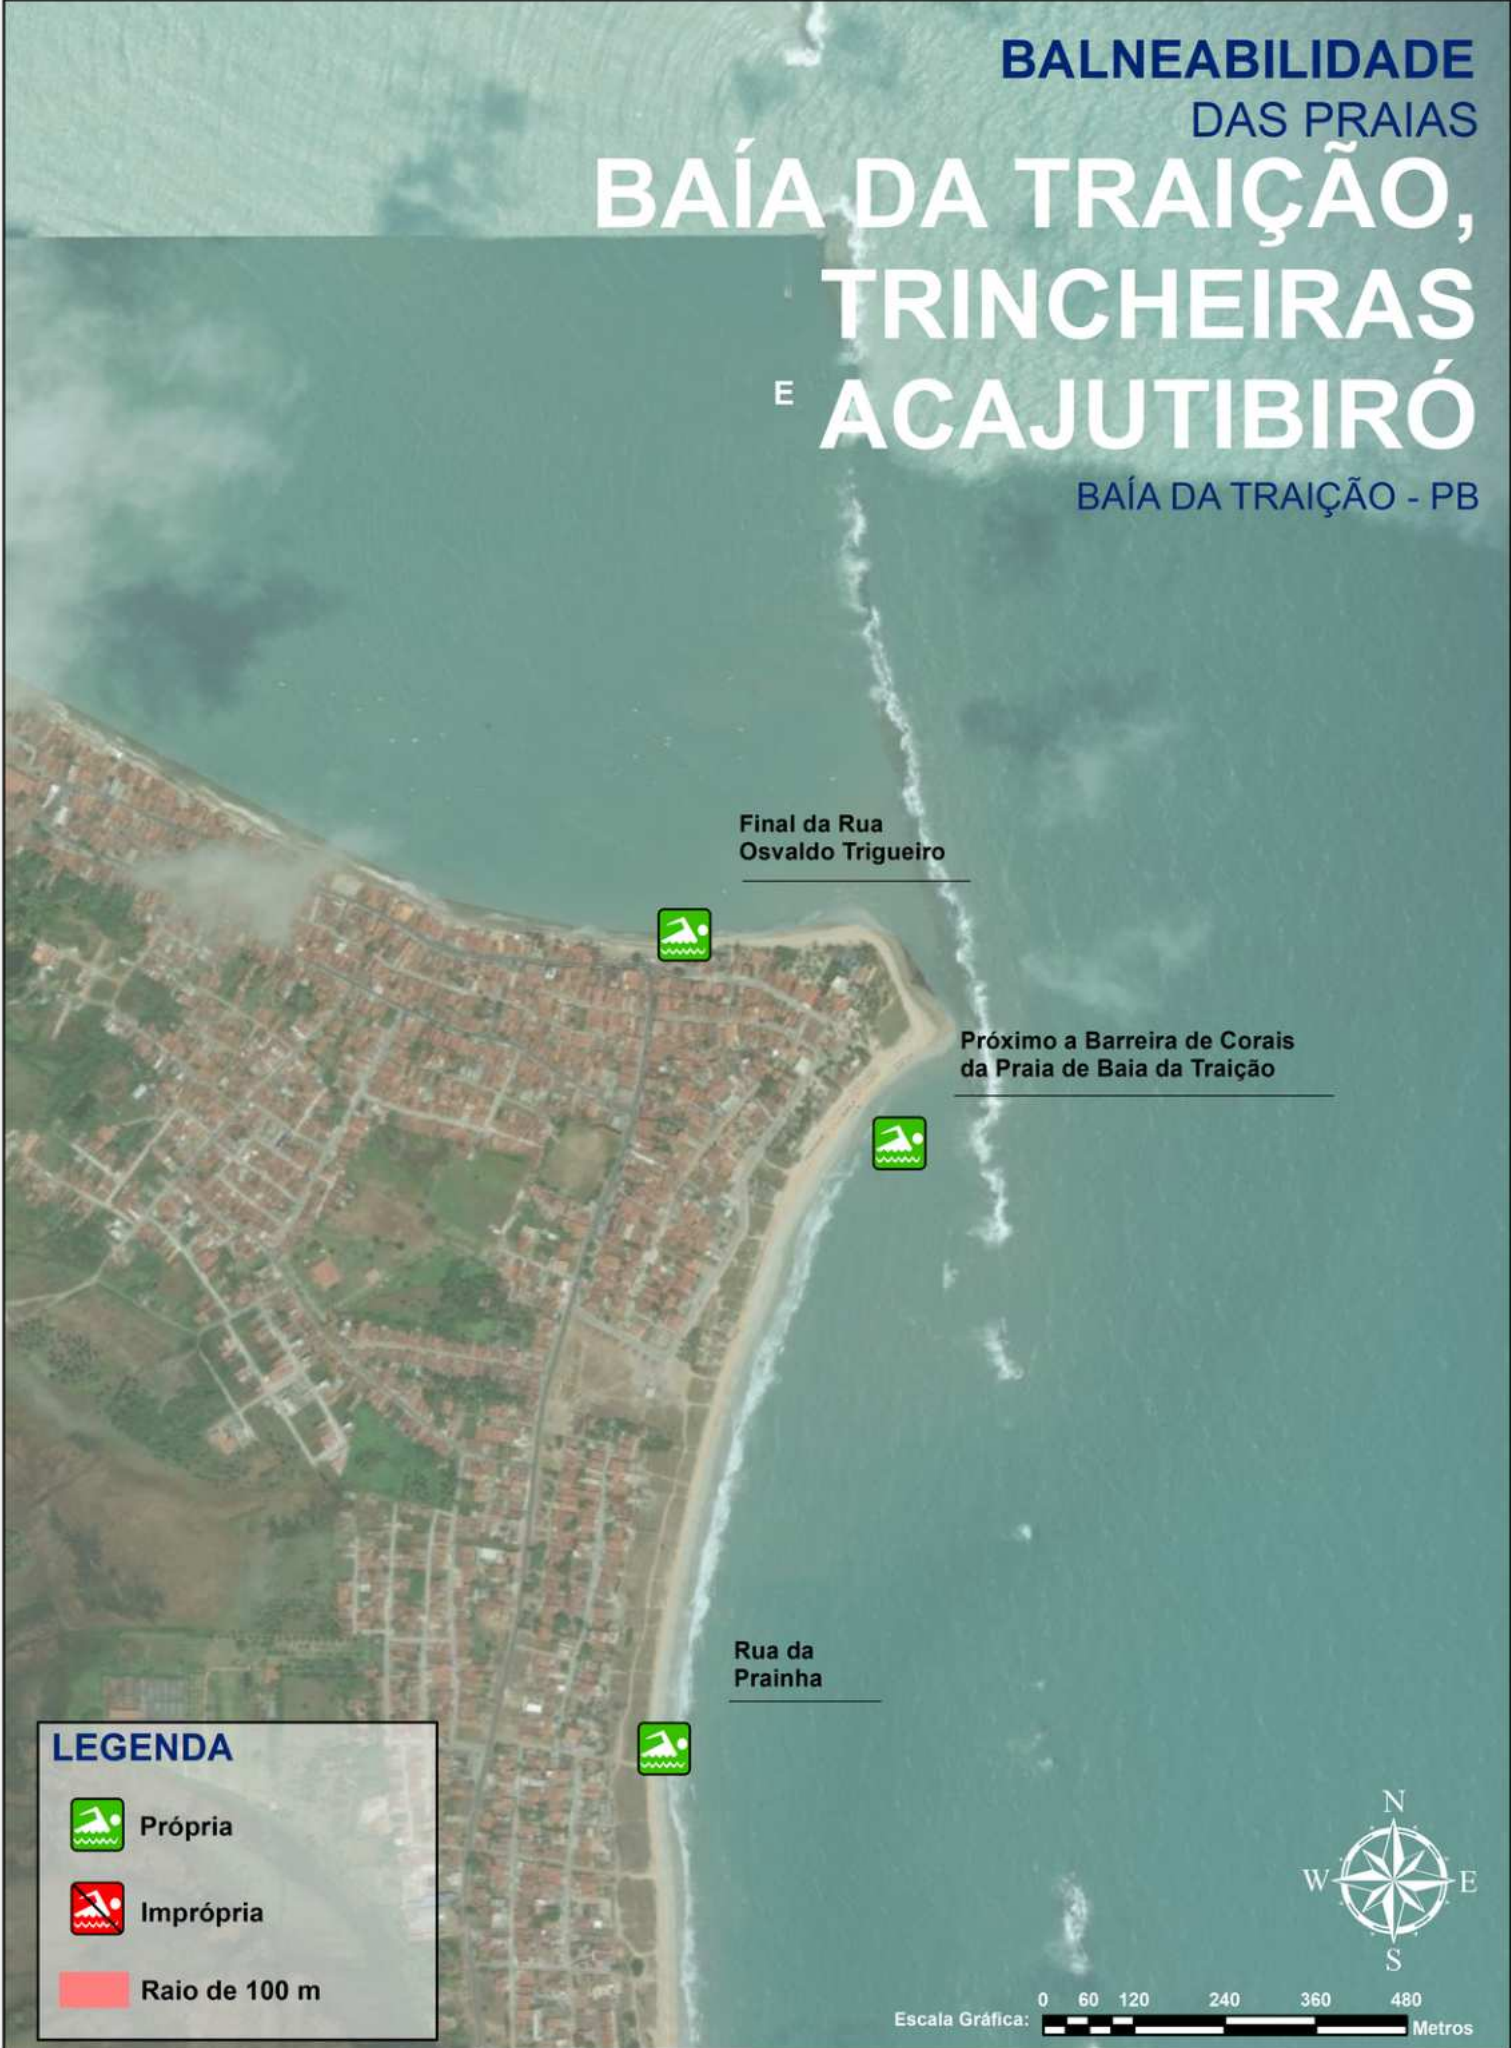 BALNEABILIDADE
DAS PRAIAS
BAÍA DA TRAIÇÃO,
TRINCHEIRAS
E ACAJUTIBIRÓ
BAÍA DA TRAIÇÃO - PB
Final da Rua
Osvaldo Trigueiro
Próximo a Barreira de Corais
da Praia de Baia da Traição
Rua da
Prainha
LEGENDA
Própria
Imprópria
Raio de 100 m
N
W E
S
0 60 120 240 360 480
Escala Gráfica: Metros